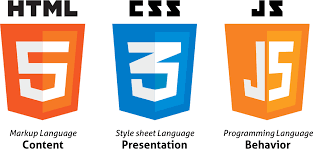 HTML
CSS
JS
5
3
JS
Markup Language
Content
Style sheet Language
Presentation
Programming Language
Behavior